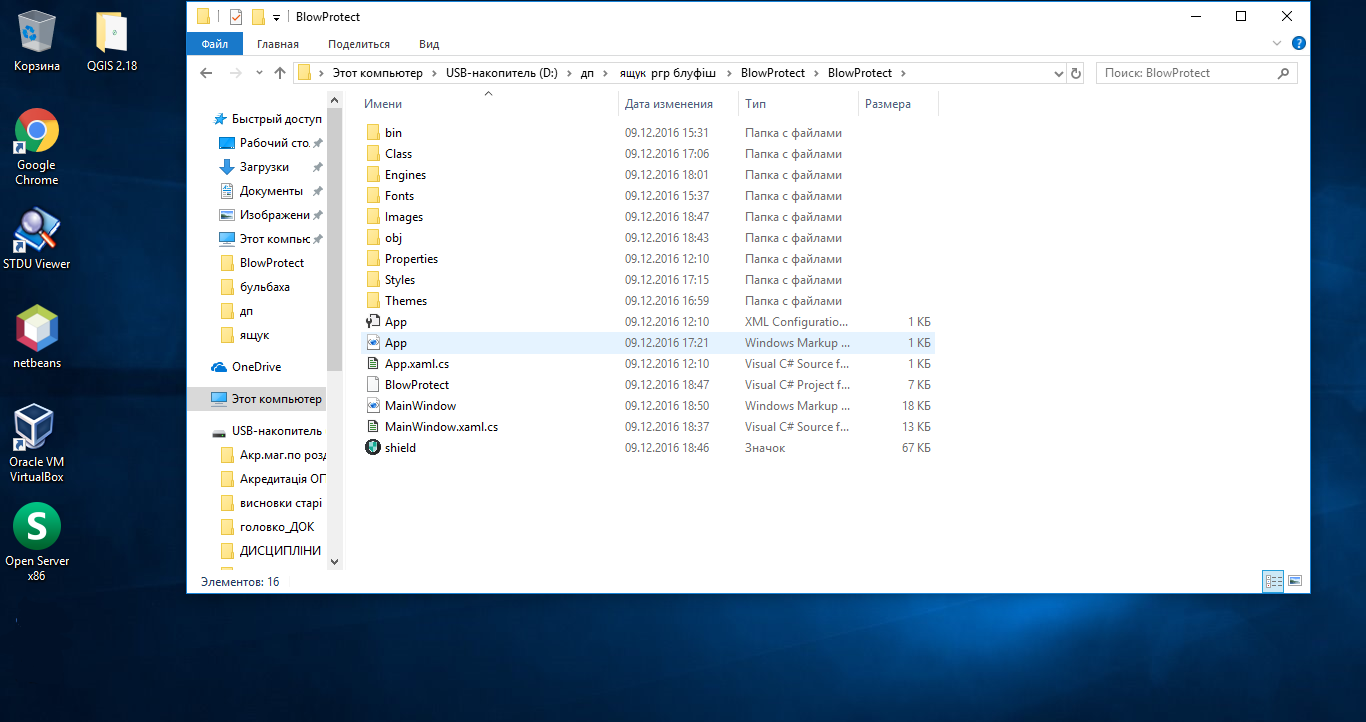 Корзина
QGIS 2.18
Google Chrome
STDU Viewer
netbeans
Oracle VM VirtualBox
Open Server x86
BlowProtect
Файл Главная Поделиться Вид
Этот компьютер USB-накопитель (D:) дп ящук prp блуфіш BlowProtect BlowProtect
Поиск: BlowProtect
Быстрый доступ
Рабочий сто.
Загрузки
Документы
Изображени
Этот компьк
BlowProtect
бульбаха
дп
ящук
OneDrive
Этот компьютер
USB-накопитель
Акр.маг.по розд
Акредитація ОГ
висновки старі
головко_ДОК
ДИСЦИПЛІНИ
Имени Дата изменения Тип Размера
bin 09.12.2016 15:31 Папка с файлами
Class 09.12.2016 17:06 Папка с файлами
Engines 09.12.2016 18:01 Папка с файлами
Fonts 09.12.2016 15:37 Папка с файлами
Images 09.12.2016 18:47 Папка с файлами
obj 09.12.2016 18:43 Папка с файлами
Properties 09.12.2016 12:10 Папка с файлами
Styles 09.12.2016 17:15 Папка с файлами
Themes 09.12.2016 16:59 Папка с файлами
App 09.12.2016 12:10 XML Configuratio... 1 КБ
App 09.12.2016 17:21 Windows Markup ... 1 КБ
App.xaml.cs 09.12.2016 12:10 Visual C# Source f... 1 КБ
BlowProtect 09.12.2016 18:47 Visual C# Project f... 7 КБ
MainWindow 09.12.2016 18:50 Windows Markup ... 18 КБ
MainWindow.xaml.cs 09.12.2016 18:37 Visual C# Source f... 13 КБ
shield 09.12.2016 18:46 Значок 67 КБ
Элементов: 16